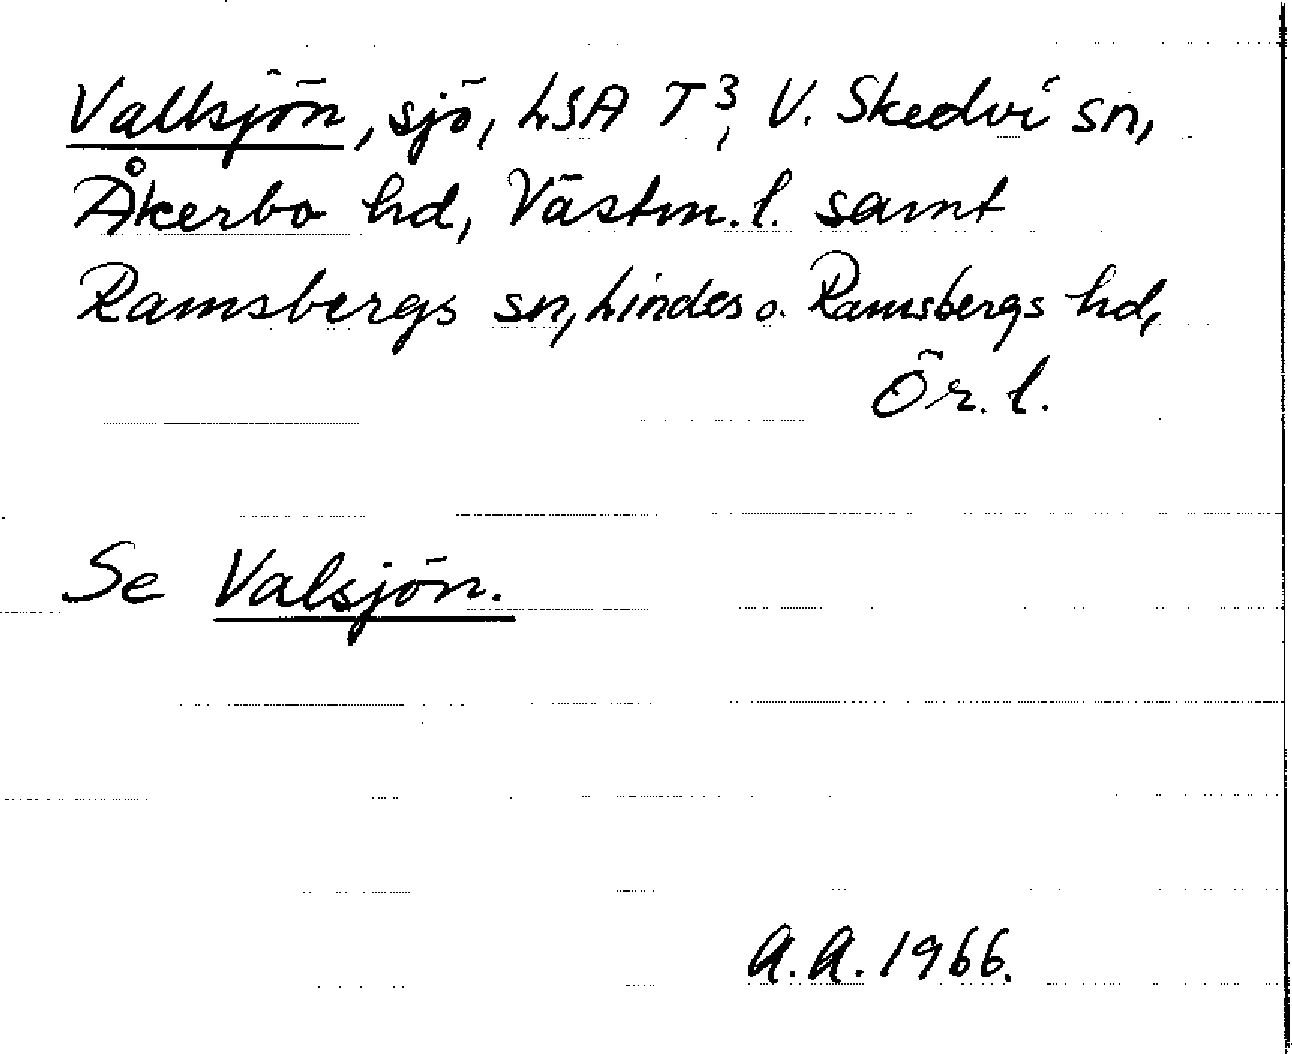 Vallsjön, sjö, LSA T3, V. Skedvi sn,
Åkerbo hd, Västm. l. samt
Ramsbergs sn, Lindes o. Ramsbergs hd,
Ör. l.
Se Valsjön.
A.A. 1966.